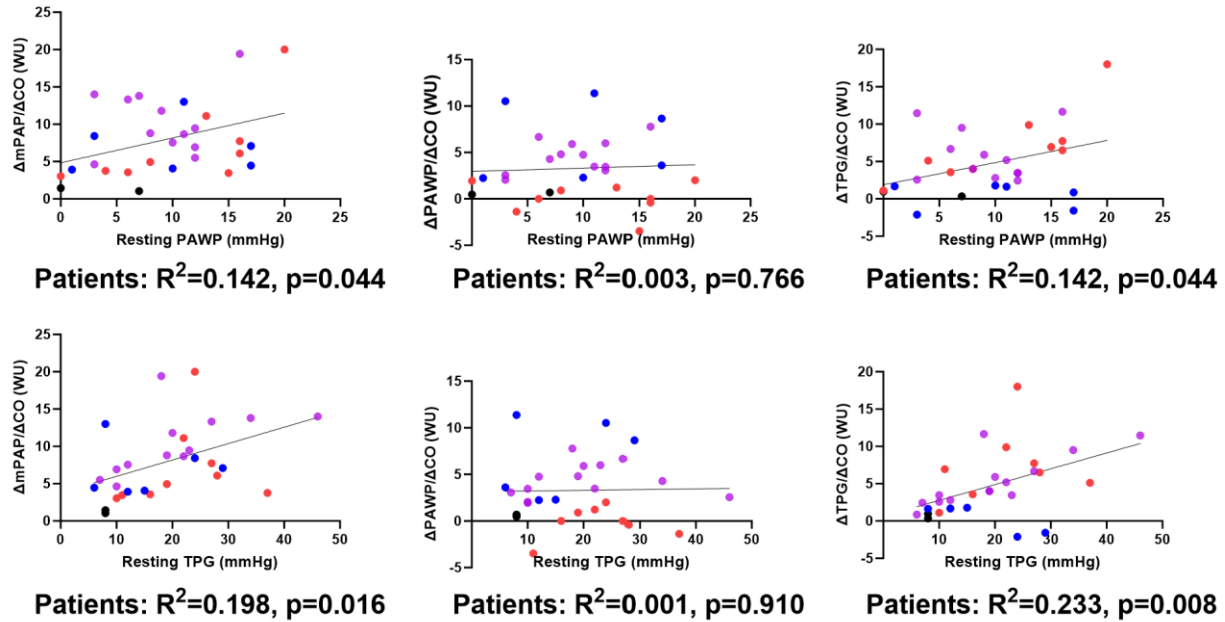 ΔmPAP/ΔCO (WU)
25
20
15
10
5
0
0 5 10 15 20 25
Resting PAWP (mmHg)
Patients: R²=0.142, p=0.044
ΔPAWP/ΔCO (WU)
15
10
5
0
-5
5 10 15 20 25
Resting PAWP (mmHg)
Patients: R²=0.003, p=0.766
ΔTPG/ΔCO (WU)
25
20
15
10
5
0
-5
5 10 15 20 25
Resting PAWP (mmHg)
Patients: R²=0.142, p=0.044
ΔmPAP/ΔCO (WU)
25
20
15
10
5
0
0 10 20 30 40 50
Resting TPG (mmHg)
Patients: R²=0.198, p=0.016
ΔPAWP/ΔCO (WU)
15
10
5
0
-5
10 20 30 40 50
Resting TPG (mmHg)
Patients: R²=0.001, p=0.910
ΔTPG/ΔCO (WU)
25
20
15
10
5
0
-5
10 20 30 40 50
Resting TPG (mmHg)
Patients: R²=0.233, p=0.008